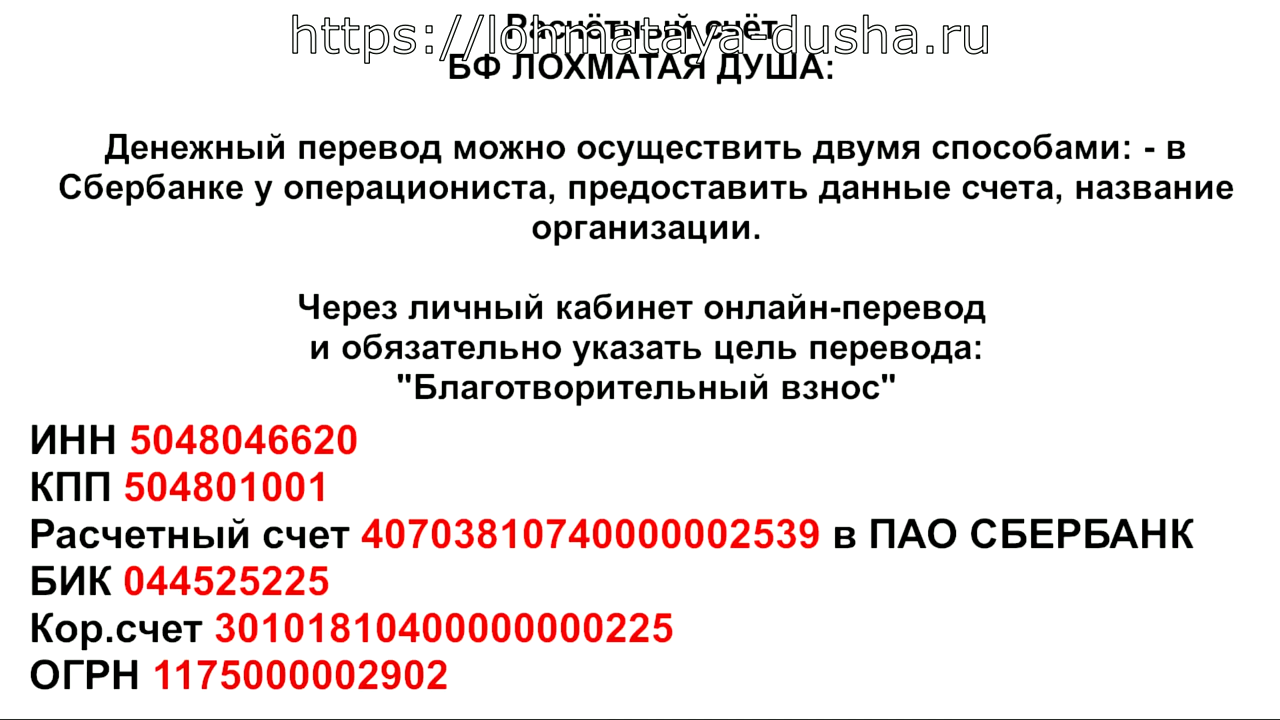 https://lohmataya-dusha.ru
Расчётный счёт
БФ ЛОХМАТАЯ ДУША:
Денежный перевод можно осуществить двумя способами: - в
Сбербанке у операциониста, предоставить данные счета, название
организации.
Через личный кабинет онлайн-перевод
и обязательно указать цель перевода:
"Благотворительный взнос"
ИНН 5048046620
КПП 504801001
Расчетный счет 40703810740000002539 в ПАО СБЕРБАНК
БИК 044525225
Кор.счет 30101810400000000225
ОГРН 1175000002902